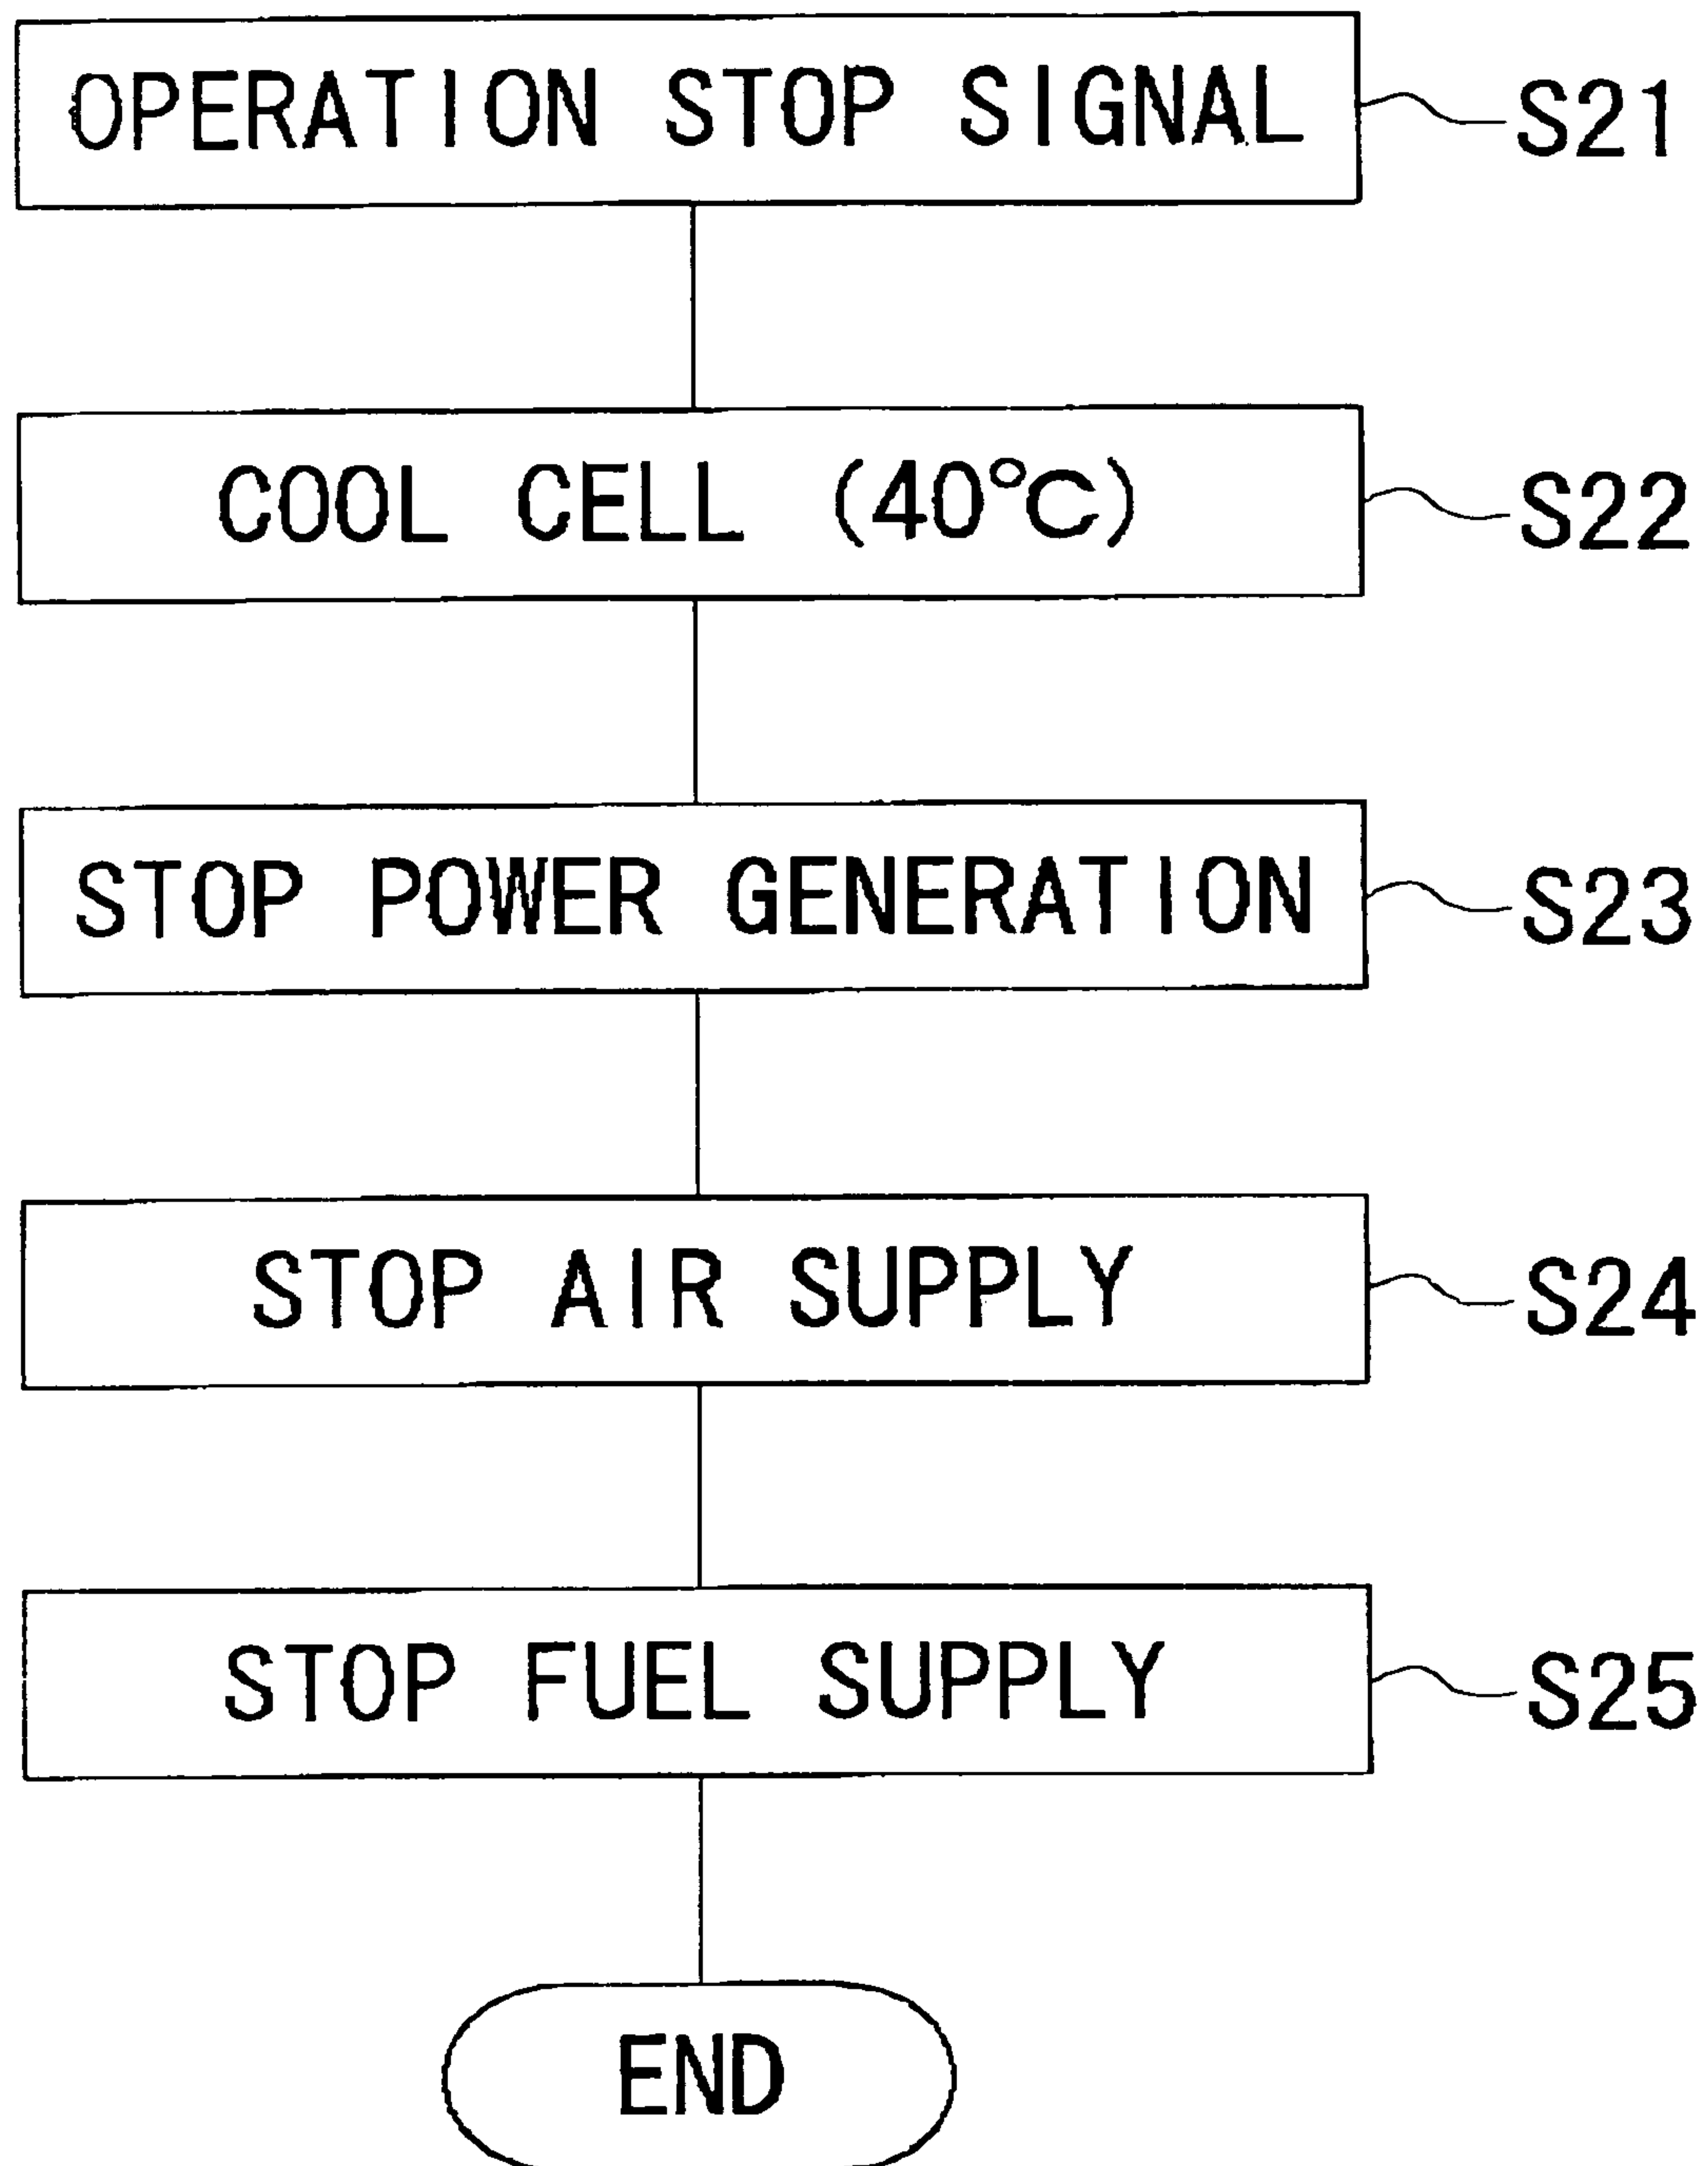 OPERATION STOP SIGNAL S21
COOL CELL (40℃) S22
STOP POWER GENERATION S23
STOP AIR SUPPLY S24
STOP FUEL SUPPLY S25
END